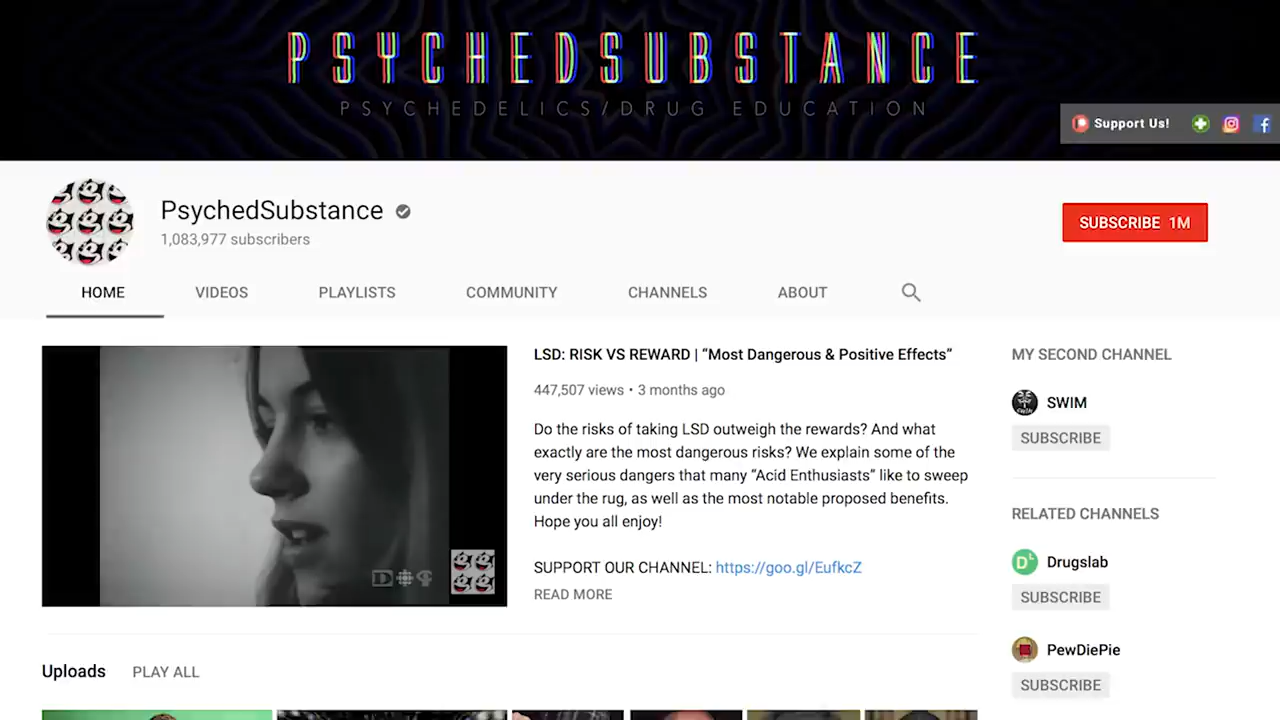 PSYCHEDSUBSTANCE
PSYCHEDELICS/DRUG EDUCATION
Support Us!
PsychedSubstance
1,083,977 subscribers
SUBSCRIBE 1M
HOME VIDEOS PLAYLISTS COMMUNITY CHANNELS ABOUT
LSD: RISK VS REWARD | “Most Dangerous & Positive Effects”
447,507 views • 3 months ago
Do the risks of taking LSD outweigh the rewards? And what
exactly are the most dangerous risks? We explain some of the
very serious dangers that many “Acid Enthusiasts” like to sweep
under the rug, as well as the most notable proposed benefits.
Hope you all enjoy!
SUPPORT OUR CHANNEL: https://goo.gl/EufkcZ
READ MORE
MY SECOND CHANNEL
SWIM
SUBSCRIBE
RELATED CHANNELS
Drugslab
SUBSCRIBE
PewDiePie
SUBSCRIBE
Uploads PLAY ALL